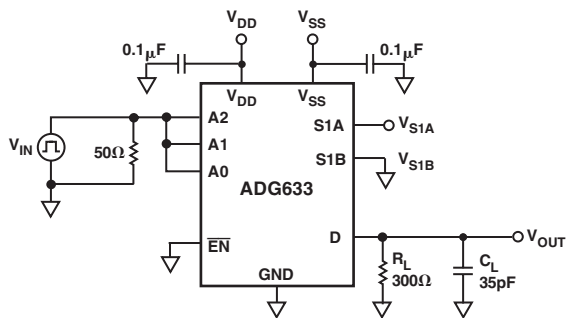 V_DD V_SS
0.1μF 0.1μF
V_DD V_SS
A2
S1A V_S1A
V_IN 50Ω A1
S1B V_S1B
A0
ADG633
EN
D V_OUT
R_L C_L
300Ω 35pF
GND